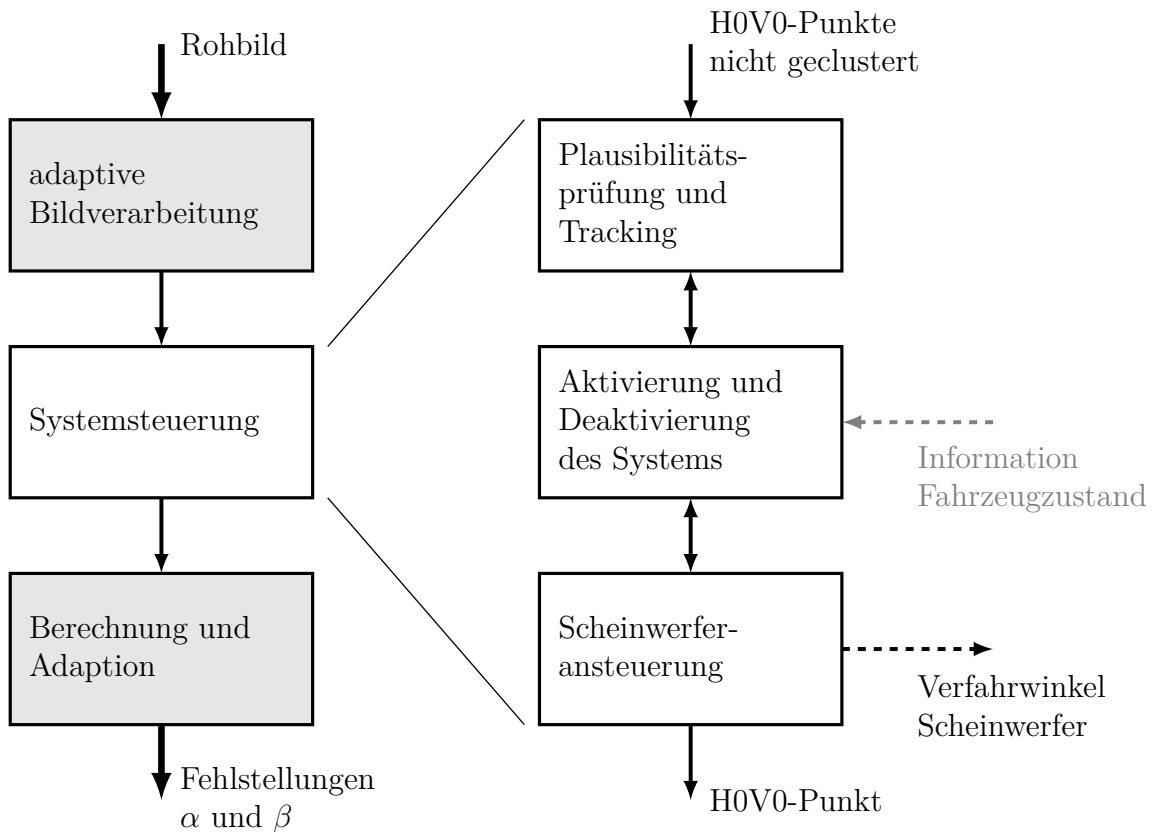 Rohbild
adaptive
Bildverarbeitung
Systemsteuerung
Berechnung und
Adaption
Fehlstellungen
α und β
H0V0-Punkte
nicht geclustert
Plausibilitäts-
prüfung und
Tracking
Aktivierung und
Deaktivierung
des Systems
Information
Fahrzeugzustand
Scheinwerfer-
ansteuerung
Verfahrwinkel
Scheinwerfer
H0V0-Punkt